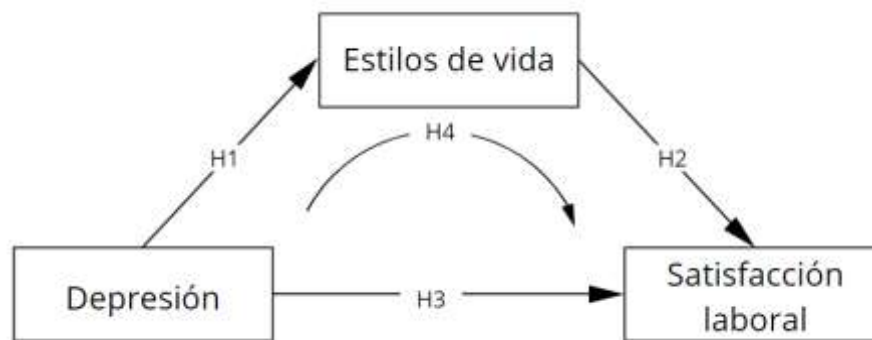 Estilos de vida
H4
H1
H2
Depresión
H3
Satisfacción
laboral